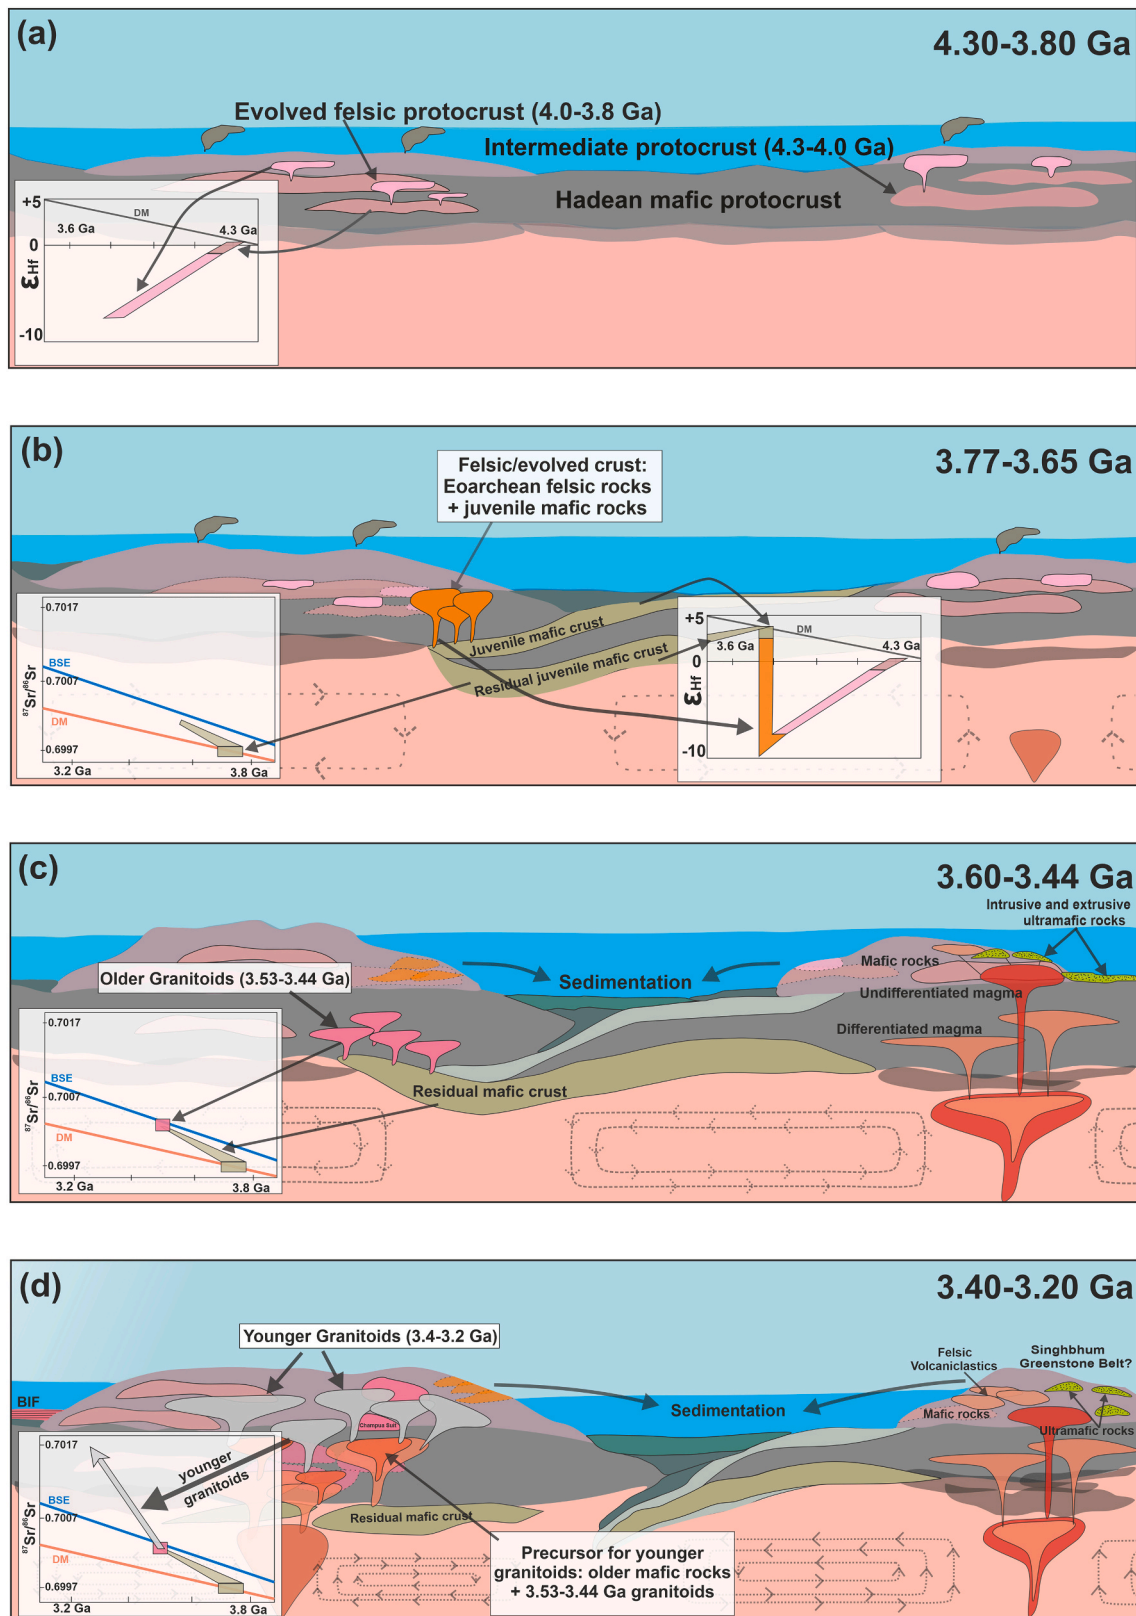 (a)
4.30-3.80 Ga
Evolved felsic protocrust (4.0-3.8 Ga)
Intermediate protocrust (4.3-4.0 Ga)
Hadean mafic protocrust
+5
DM
3.6 Ga
4.3 Ga
0
εHf
-10
(b)
3.77-3.65 Ga
Felsic/evolved crust:
Eoarchean felsic rocks
+ juvenile mafic rocks
Juvenile mafic crust
Residual juvenile mafic crust
0.7017
BSE
0.7007
87Sr/86Sr
DM
0.6997
3.2 Ga
3.8 Ga
+5
DM
3.6 Ga
4.3 Ga
0
εHf
-10
(c)
3.60-3.44 Ga
Intrusive and extrusive
ultramafic rocks
Older Granitoids (3.53-3.44 Ga)
Sedimentation
Mafic rocks
Undifferentiated magma
Differentiated magma
Residual mafic crust
0.7017
BSE
0.7007
87Sr/86Sr
DM
0.6997
3.2 Ga
3.8 Ga
(d)
3.40-3.20 Ga
Younger Granitoids (3.4-3.2 Ga)
Felsic
Volcaniclastics
Singhbhum
Greenstone Belt?
BIF
Champua Suit
Sedimentation
Mafic rocks
Ultramafic rocks
0.7017
younger
granitoids
BSE
0.7007
87Sr/86Sr
DM
0.6997
3.2 Ga
3.8 Ga
Residual mafic crust
Precursor for younger
granitoids: older mafic rocks
+ 3.53-3.44 Ga granitoids